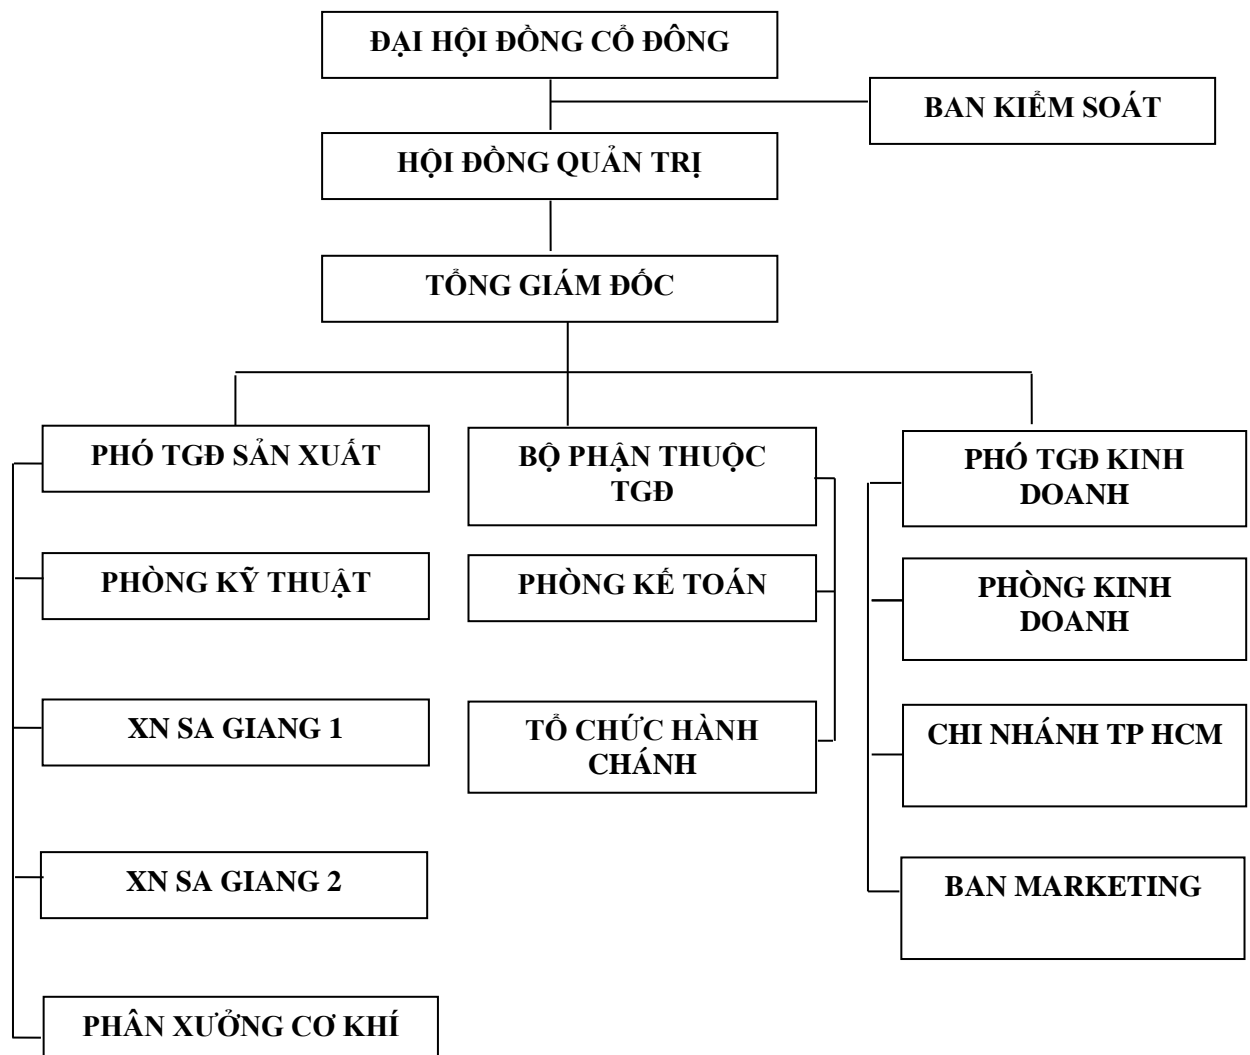 ĐẠI HỘI ĐỒNG CỔ ĐÔNG
BAN KIỂM SOÁT
HỘI ĐỒNG QUẢN TRỊ
TỔNG GIÁM ĐỐC
PHÓ TGĐ SẢN XUẤT
PHÒNG KỸ THUẬT
XN SA GIANG 1
XN SA GIANG 2
PHÂN XƯỞNG CƠ KHÍ
BỘ PHẬN THUỘC
TGĐ
PHÒNG KẾ TOÁN
TỔ CHỨC HÀNH
CHÁNH
PHÓ TGĐ KINH
DOANH
PHÒNG KINH
DOANH
CHI NHÁNH TP HCM
BAN MARKETING